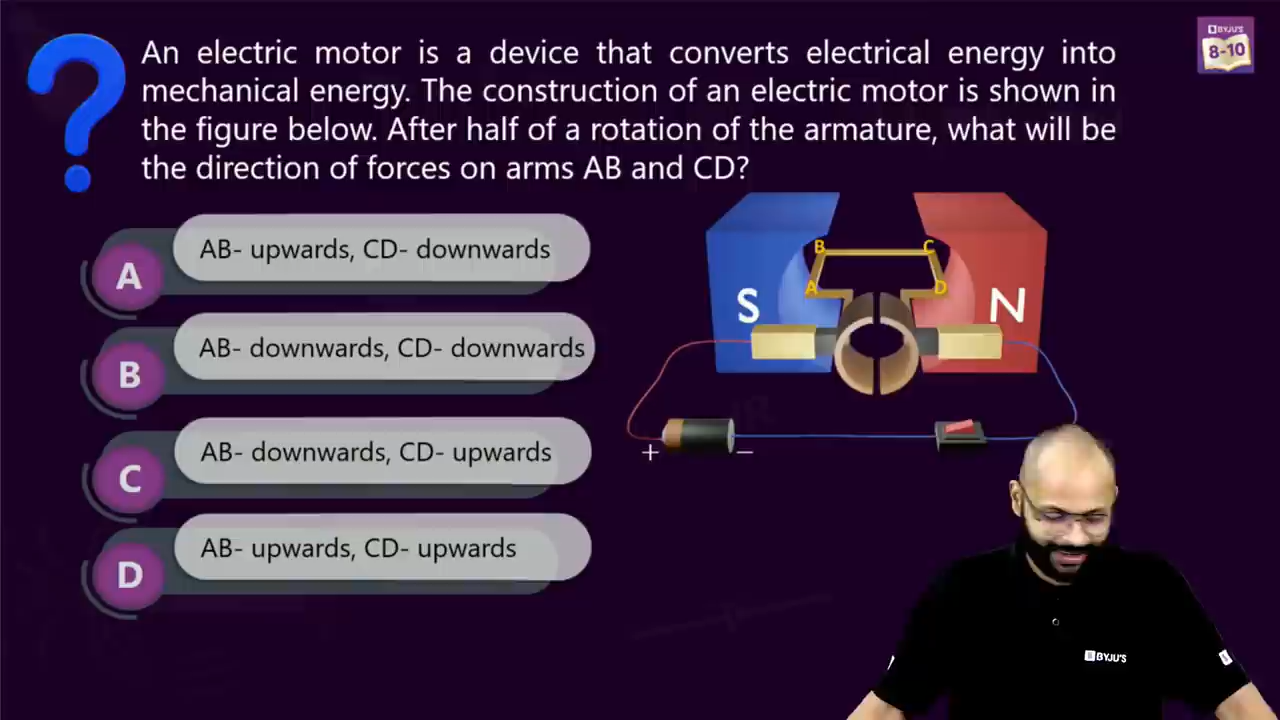 An electric motor is a device that converts electrical energy into
mechanical energy. The construction of an electric motor is shown in
the figure below. After half of a rotation of the armature, what will be
the direction of forces on arms AB and CD?
BYJU'S
8-10
A
AB- upwards, CD- downwards
B
AB- downwards, CD- downwards
C
AB- downwards, CD- upwards
D
AB- upwards, CD- upwards
B C
A D
S N
+ −
BYJU'S